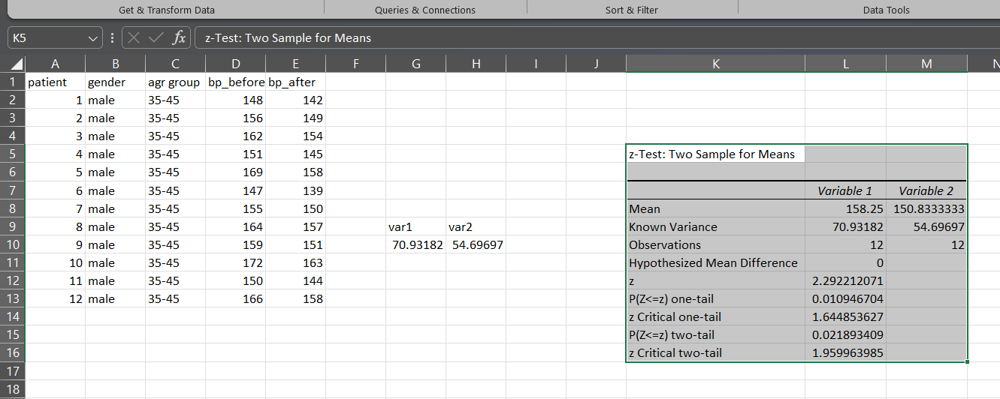 Get & Transform Data Queries & Connections Sort & Filter Data Tools
K5 fx z-Test: Two Sample for Means
A B C D E F G H I J K L M N
1 patient gender agr group bp_before bp_after
2 1 male 35-45 148 142
3 2 male 35-45 156 149
4 3 male 35-45 162 154
5 4 male 35-45 151 145 z-Test: Two Sample for Means
6 5 male 35-45 169 158
7 6 male 35-45 147 139 Variable 1 Variable 2
8 7 male 35-45 155 150 Mean 158.25 150.8333333
9 8 male 35-45 164 157 var1 var2 Known Variance 70.93182 54.69697
10 9 male 35-45 159 151 70.93182 54.69697 Observations 12 12
11 10 male 35-45 172 163 Hypothesized Mean Difference 0
12 11 male 35-45 150 144 z 2.292212071
13 12 male 35-45 166 158 P(Z<=z) one-tail 0.010946704
14 z Critical one-tail 1.644853627
15 P(Z<=z) two-tail 0.021893409
16 z Critical two-tail 1.959963985
17
18